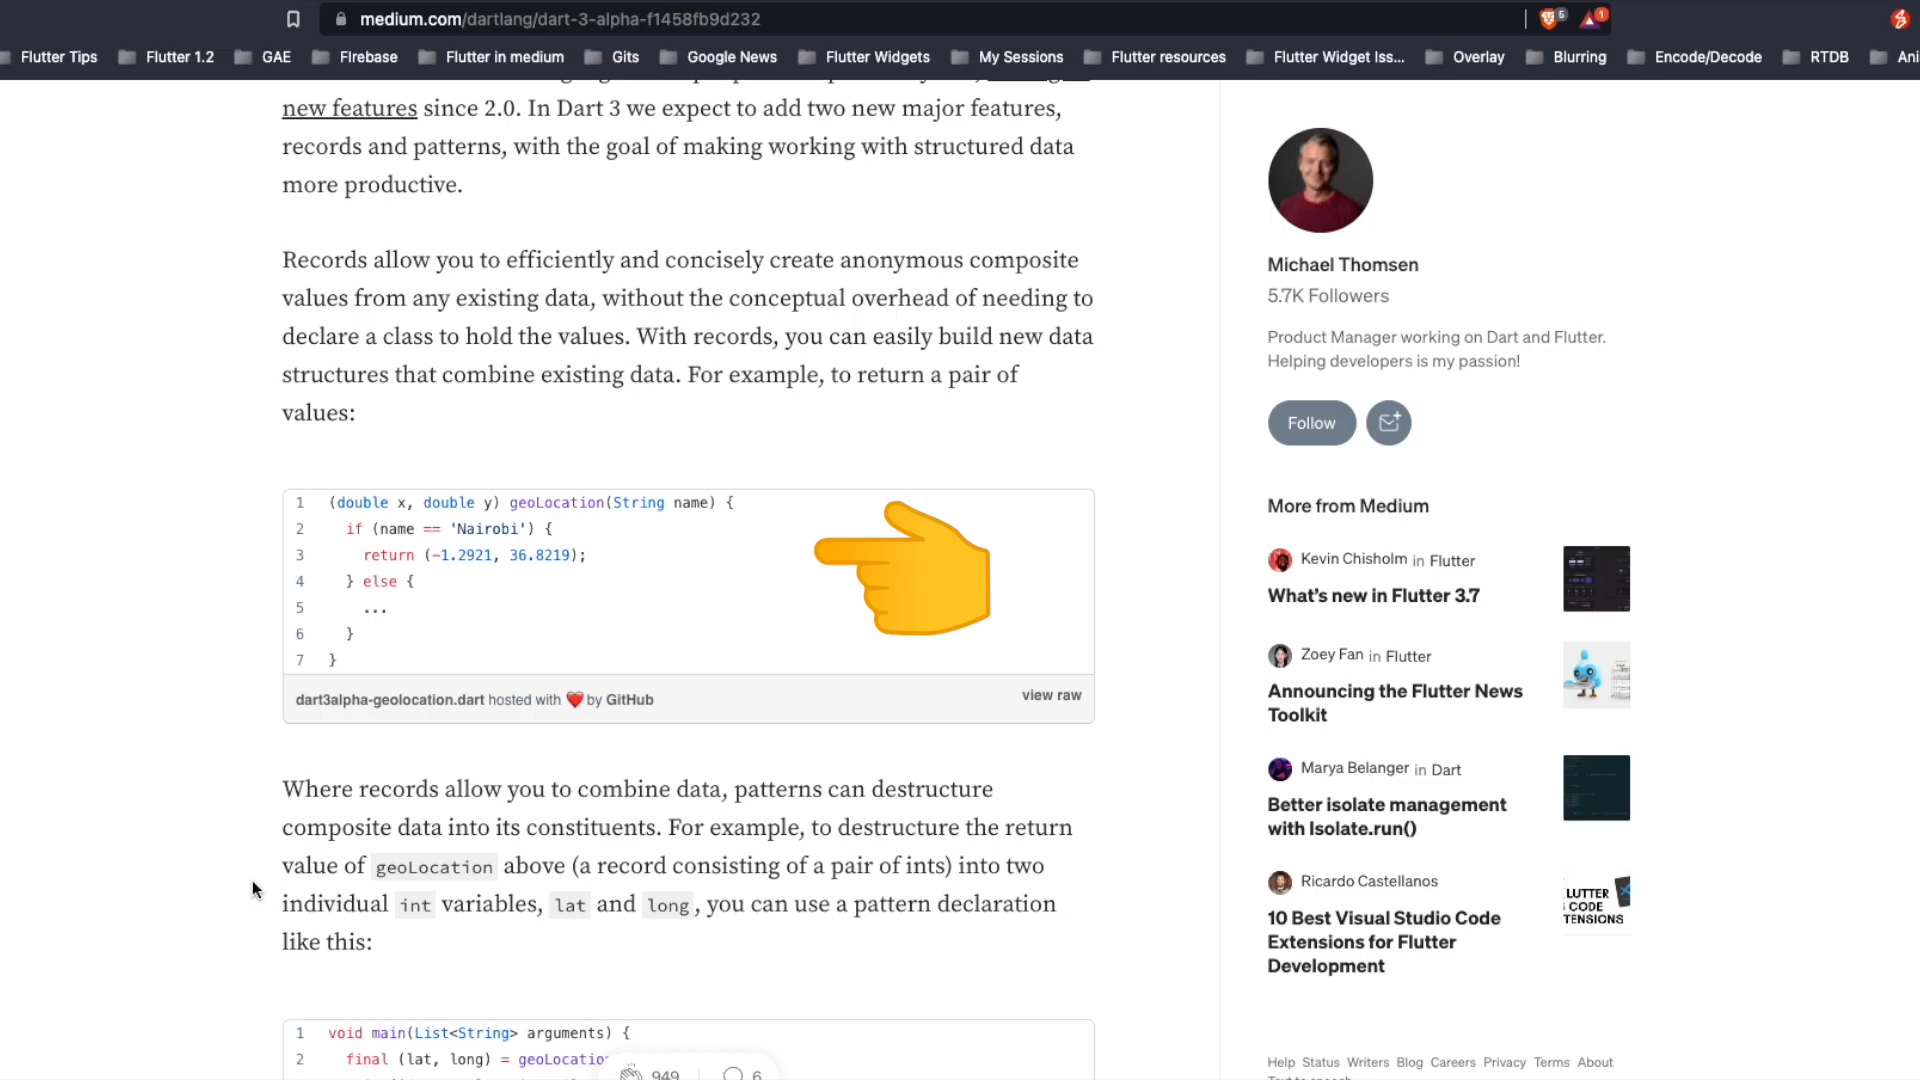 medium.com/dartlang/dart-3-alpha-f1458fb9d232
5
1
Flutter Tips
Flutter 1.2
GAE
FIrebase
Flutter in medium
Gits
Google News
Flutter Widgets
My Sessions
Flutter resources
Flutter Widget Iss...
Overlay
Blurring
Encode/Decode
RTDB
Ani
new features since 2.0. In Dart 3 we expect to add two new major features,
records and patterns, with the goal of making working with structured data
more productive.
Records allow you to efficiently and concisely create anonymous composite
values from any existing data, without the conceptual overhead of needing to
declare a class to hold the values. With records, you can easily build new data
structures that combine existing data. For example, to return a pair of
values:
1 (double x, double y) geoLocation(String name) {
2 if (name == 'Nairobi') {
3 return (-1.2921, 36.8219);
4 } else {
5 ...
6 }
7 }
dart3alpha-geolocation.dart hosted with ❤ by GitHub
view raw
Where records allow you to combine data, patterns can destructure
composite data into its constituents. For example, to destructure the return
value of geoLocation above (a record consisting of a pair of ints) into two
individual int variables, lat and long, you can use a pattern declaration
like this:
1 void main(List<String> arguments) {
2 final (lat, long) = geoLocation
949
6
Michael Thomsen
5.7K Followers
Product Manager working on Dart and Flutter.
Helping developers is my passion!
Follow
More from Medium
Kevin Chisholm in Flutter
What's new in Flutter 3.7
Zoey Fan in Flutter
Announcing the Flutter News
Toolkit
Marya Belanger in Dart
Better isolate management
with Isolate.run()
Ricardo Castellanos
10 Best Visual Studio Code
Extensions for Flutter
Development
LUTTER
CODE
TENSIONS
Help Status Writers Blog Careers Privacy Terms About